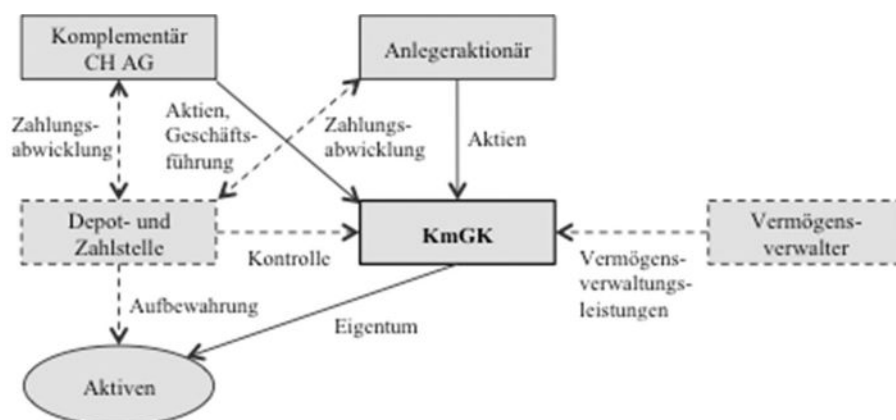 Komplementär
CH AG
Anlegeraktionär
Zahlungs-
abwicklung
Aktien,
Geschäfts-
führung
Zahlungs-
abwicklung
Aktien
Depot- und
Zahlstelle
Kontrolle
KmGK
Vermögens-
verwaltungs-
leistungen
Vermögens-
verwalter
Aufbewahrung
Eigentum
Aktiven